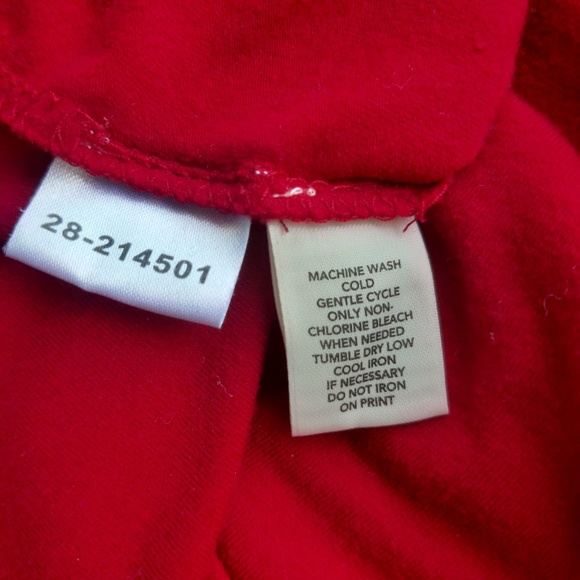 28-214501
MACHINE WASH
COLD
GENTLE CYCLE
ONLY NON-
CHLORINE BLEACH
WHEN NEEDED
TUMBLE DRY LOW
COOL IRON
IF NECESSARY
DO NOT IRON
ON PRINT